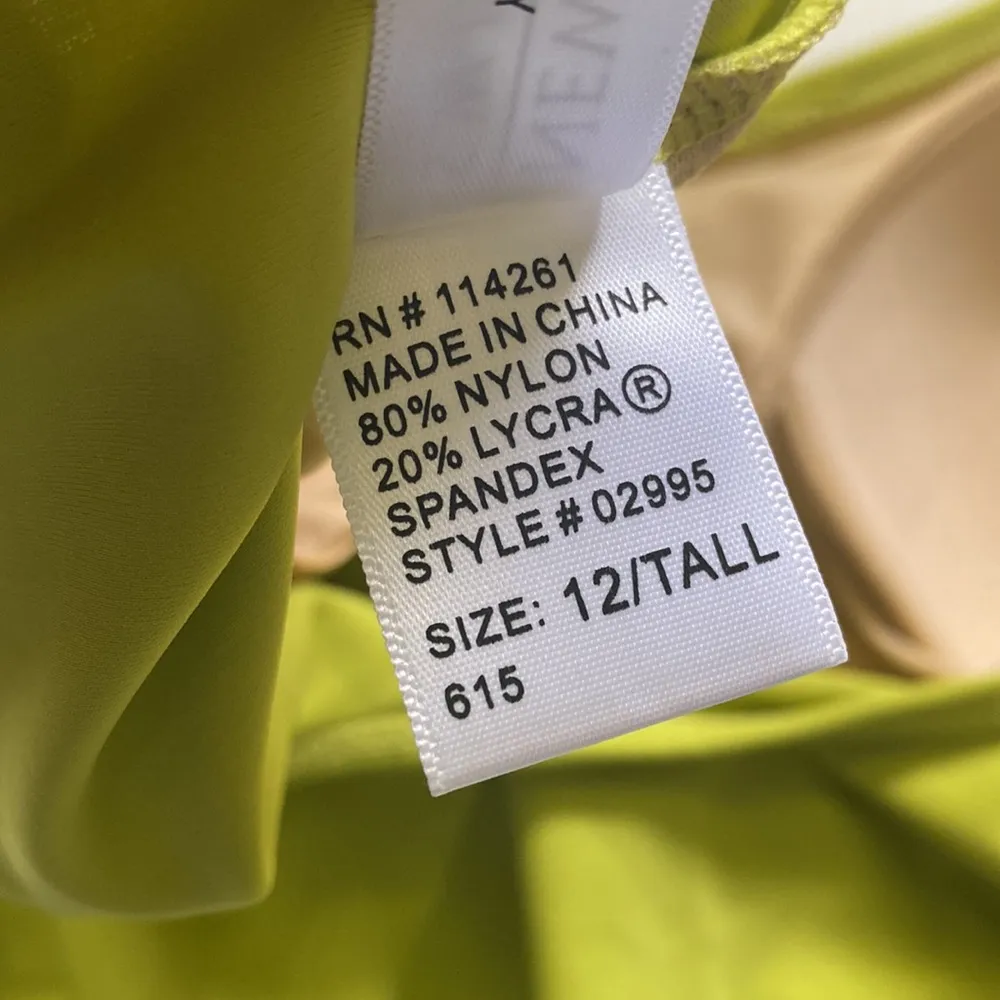 RN # 114261
MADE IN CHINA
80% NYLON
20% LYCRA®
SPANDEX
STYLE # 02995
SIZE: 12/TALL
615